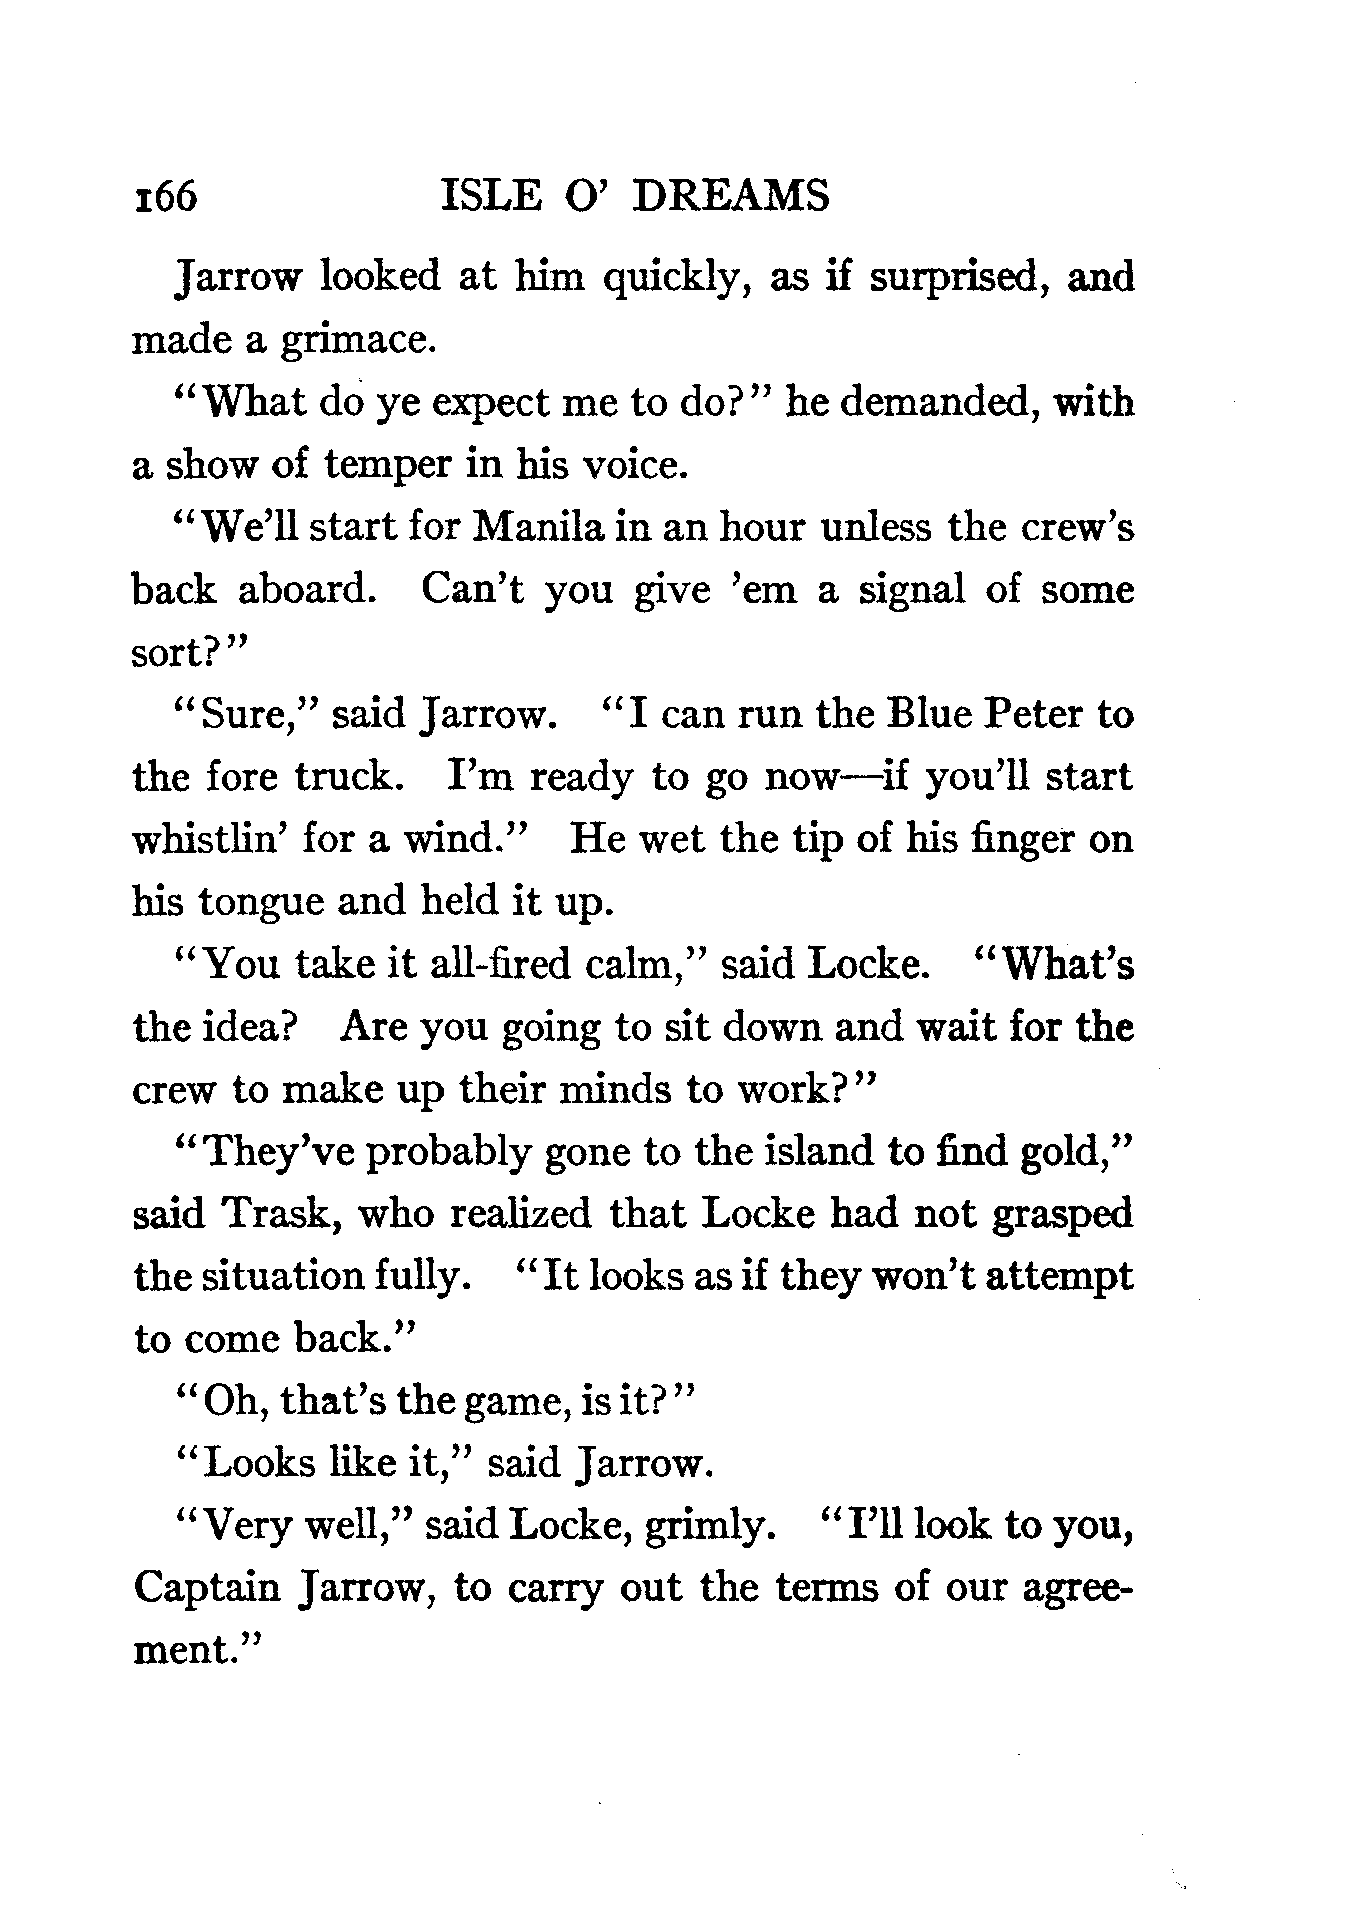 166 ISLE O' DREAMS
Jarrow looked at him quickly, as if surprised, and
made a grimace.
"What do ye expect me to do?" he demanded, with
a show of temper in his voice.
"We'll start for Manila in an hour unless the crew's
back aboard. Can't you give 'em a signal of some
sort?"
"Sure," said Jarrow. "I can run the Blue Peter to
the fore truck. I'm ready to go now—if you'll start
whistlin' for a wind." He wet the tip of his finger on
his tongue and held it up.
"You take it all-fired calm," said Locke. "What's
the idea? Are you going to sit down and wait for the
crew to make up their minds to work?"
"They've probably gone to the island to find gold,"
said Trask, who realized that Locke had not grasped
the situation fully. "It looks as if they won't attempt
to come back."
"Oh, that's the game, is it?"
"Looks like it," said Jarrow.
"Very well," said Locke, grimly. "I'll look to you,
Captain Jarrow, to carry out the terms of our agree-
ment."